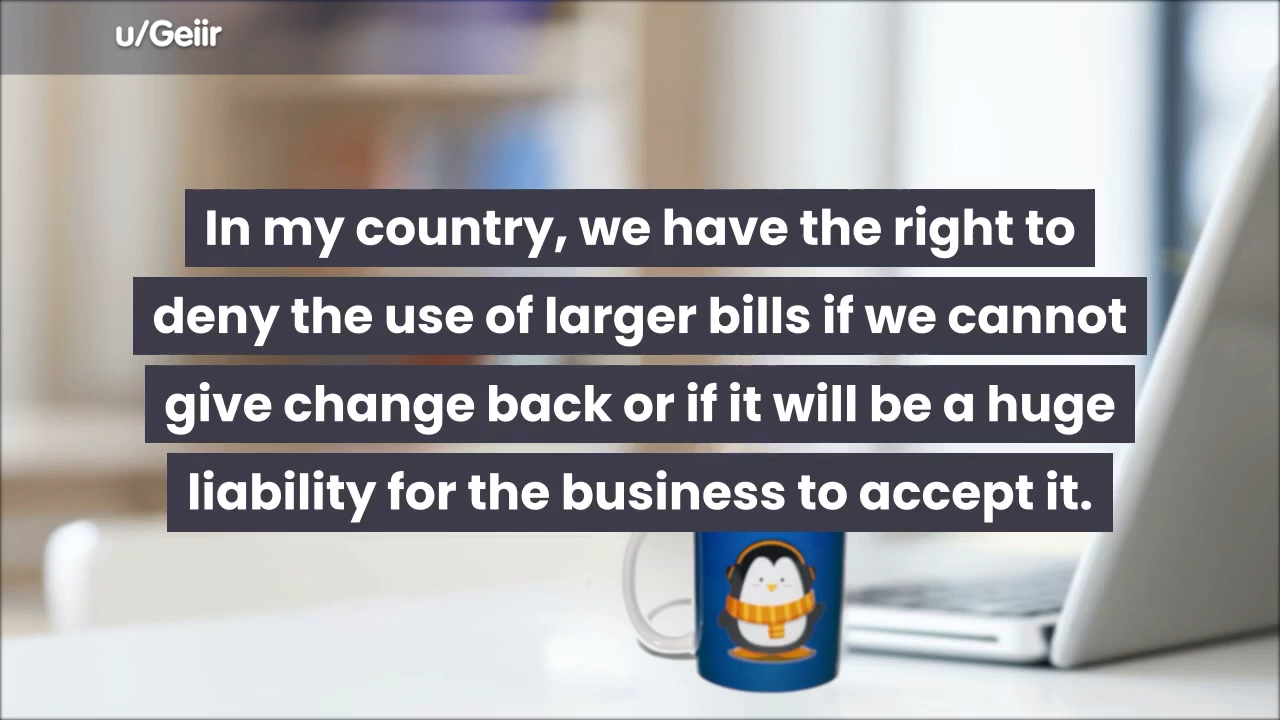 u/Geiir
In my country, we have the right to
deny the use of larger bills if we cannot
give change back or if it will be a huge
liability for the business to accept it.